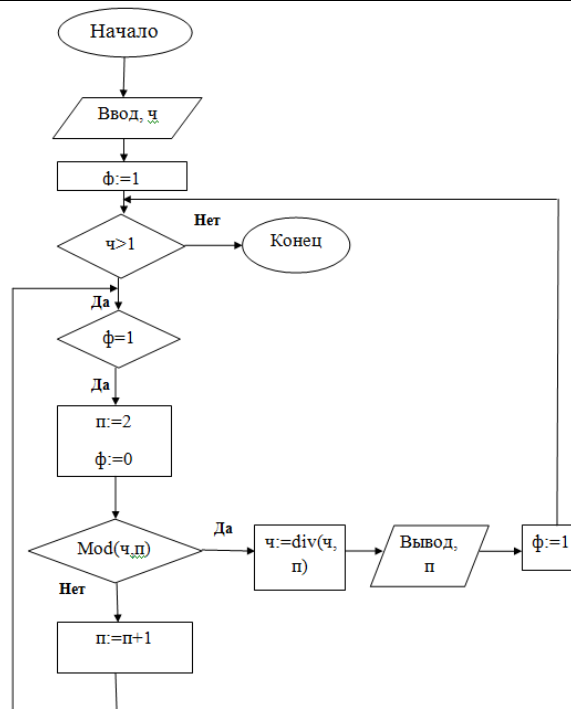 Начало
Ввод, ч
ф:=1
ч>1
Нет
Конец
Да
ф=1
Да
п:=2
ф:=0
Mod(ч,п)
Да
ч:=div(ч,
п)
Вывод,
п
ф:=1
Нет
п:=п+1